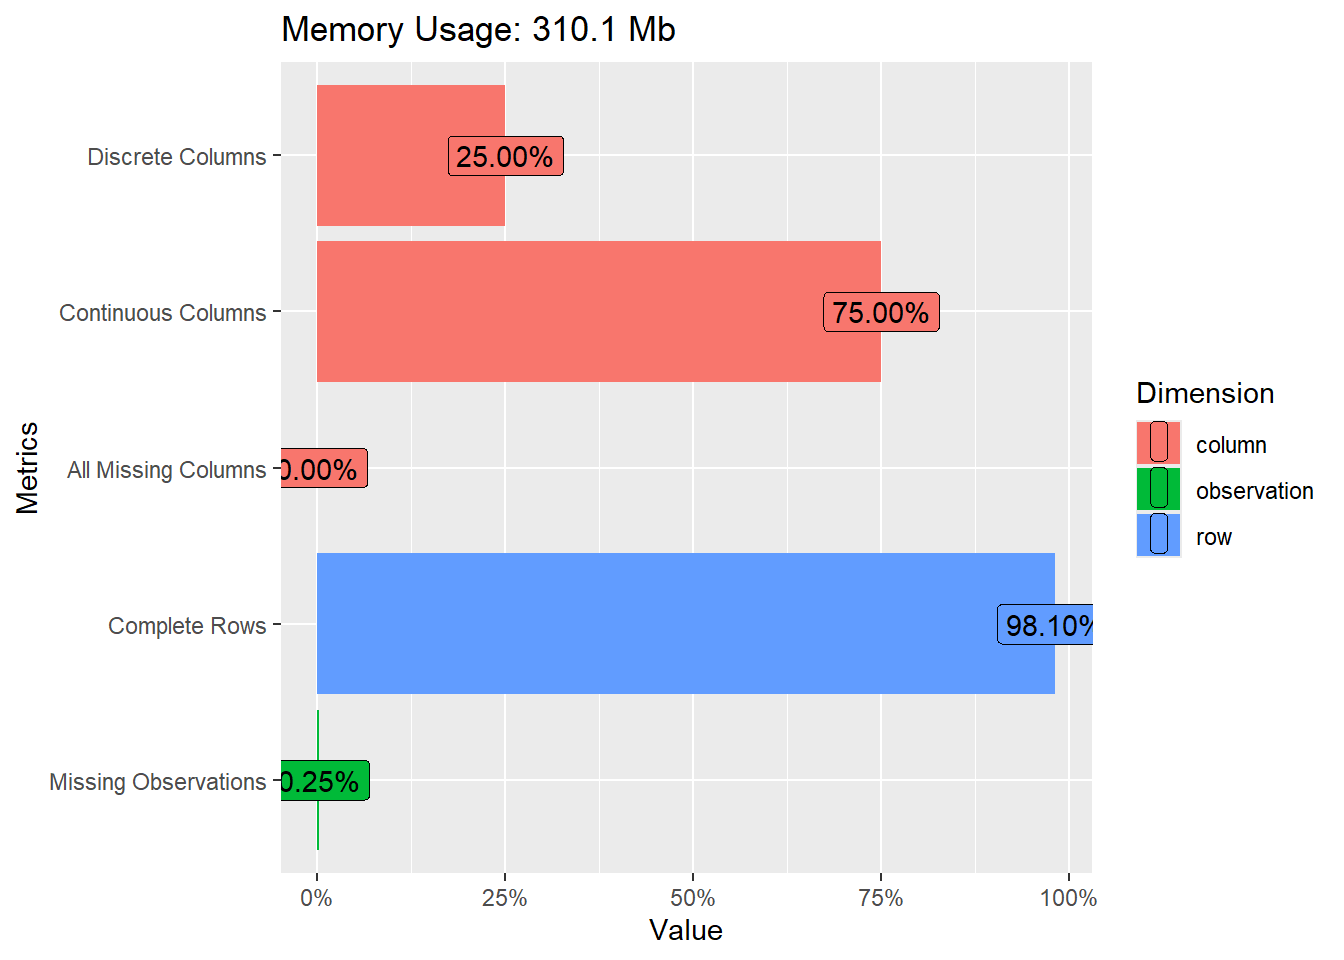 Memory Usage: 310.1 Mb
Discrete Columns
25.00%
Continuous Columns
75.00%
All Missing Columns
0.00%
Complete Rows
98.10%
Missing Observations
0.25%
Metrics
0%
25%
50%
75%
100%
Value
Dimension
column
observation
row